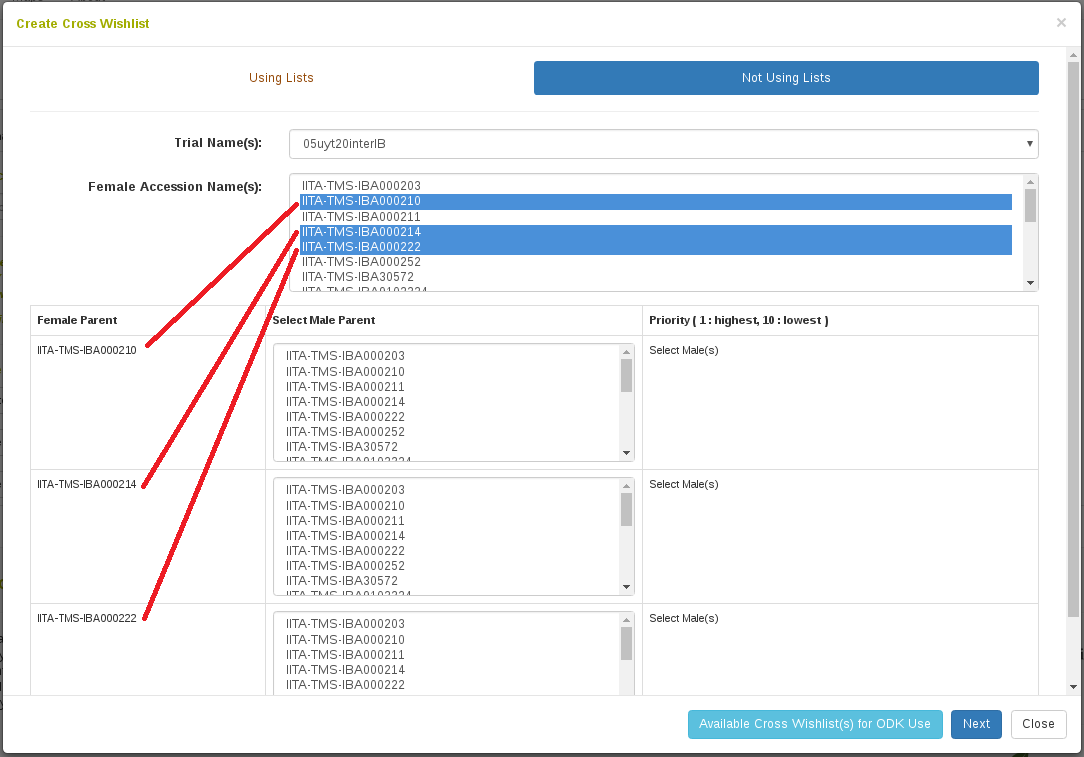 Create Cross Wishlist
×
Using Lists
Not Using Lists
Trial Name(s):
05uyt20interIB
Female Accession Name(s):
IITA-TMS-IBA000203
IITA-TMS-IBA000210
IITA-TMS-IBA000211
IITA-TMS-IBA000214
IITA-TMS-IBA000222
IITA-TMS-IBA000252
IITA-TMS-IBA30572
Female Parent
Select Male Parent
Priority ( 1 : highest, 10 : lowest )
IITA-TMS-IBA000210
IITA-TMS-IBA000203
IITA-TMS-IBA000210
IITA-TMS-IBA000211
IITA-TMS-IBA000214
IITA-TMS-IBA000222
IITA-TMS-IBA000252
IITA-TMS-IBA30572
Select Male(s)
IITA-TMS-IBA000214
IITA-TMS-IBA000203
IITA-TMS-IBA000210
IITA-TMS-IBA000211
IITA-TMS-IBA000214
IITA-TMS-IBA000222
IITA-TMS-IBA000252
IITA-TMS-IBA30572
Select Male(s)
IITA-TMS-IBA000222
IITA-TMS-IBA000203
IITA-TMS-IBA000210
IITA-TMS-IBA000211
IITA-TMS-IBA000214
IITA-TMS-IBA000222
Select Male(s)
Available Cross Wishlist(s) for ODK Use
Next
Close